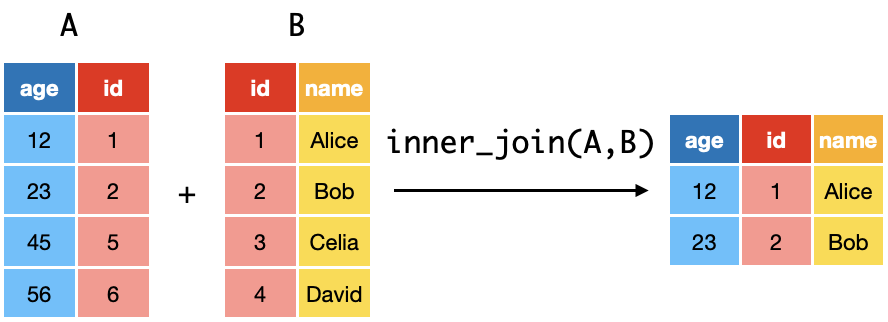 A B
age id id name
12 1 1 Alice
23 2 + 2 Bob
45 5 3 Celia
56 6 4 David
inner_join(A,B)
age id name
12 1 Alice
23 2 Bob